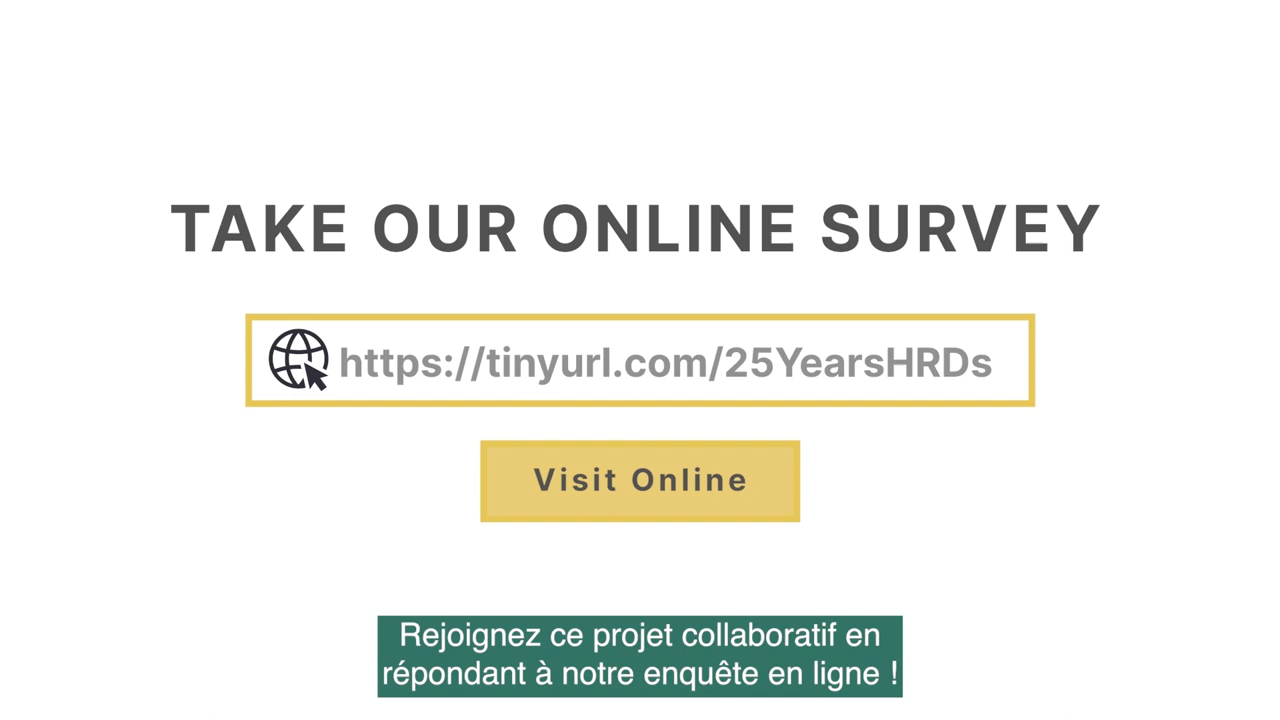 TAKE OUR ONLINE SURVEY
https://tinyurl.com/25YearsHRDs
Visit Online
Rejoignez ce projet collaboratif en
répondant à notre enquête en ligne !